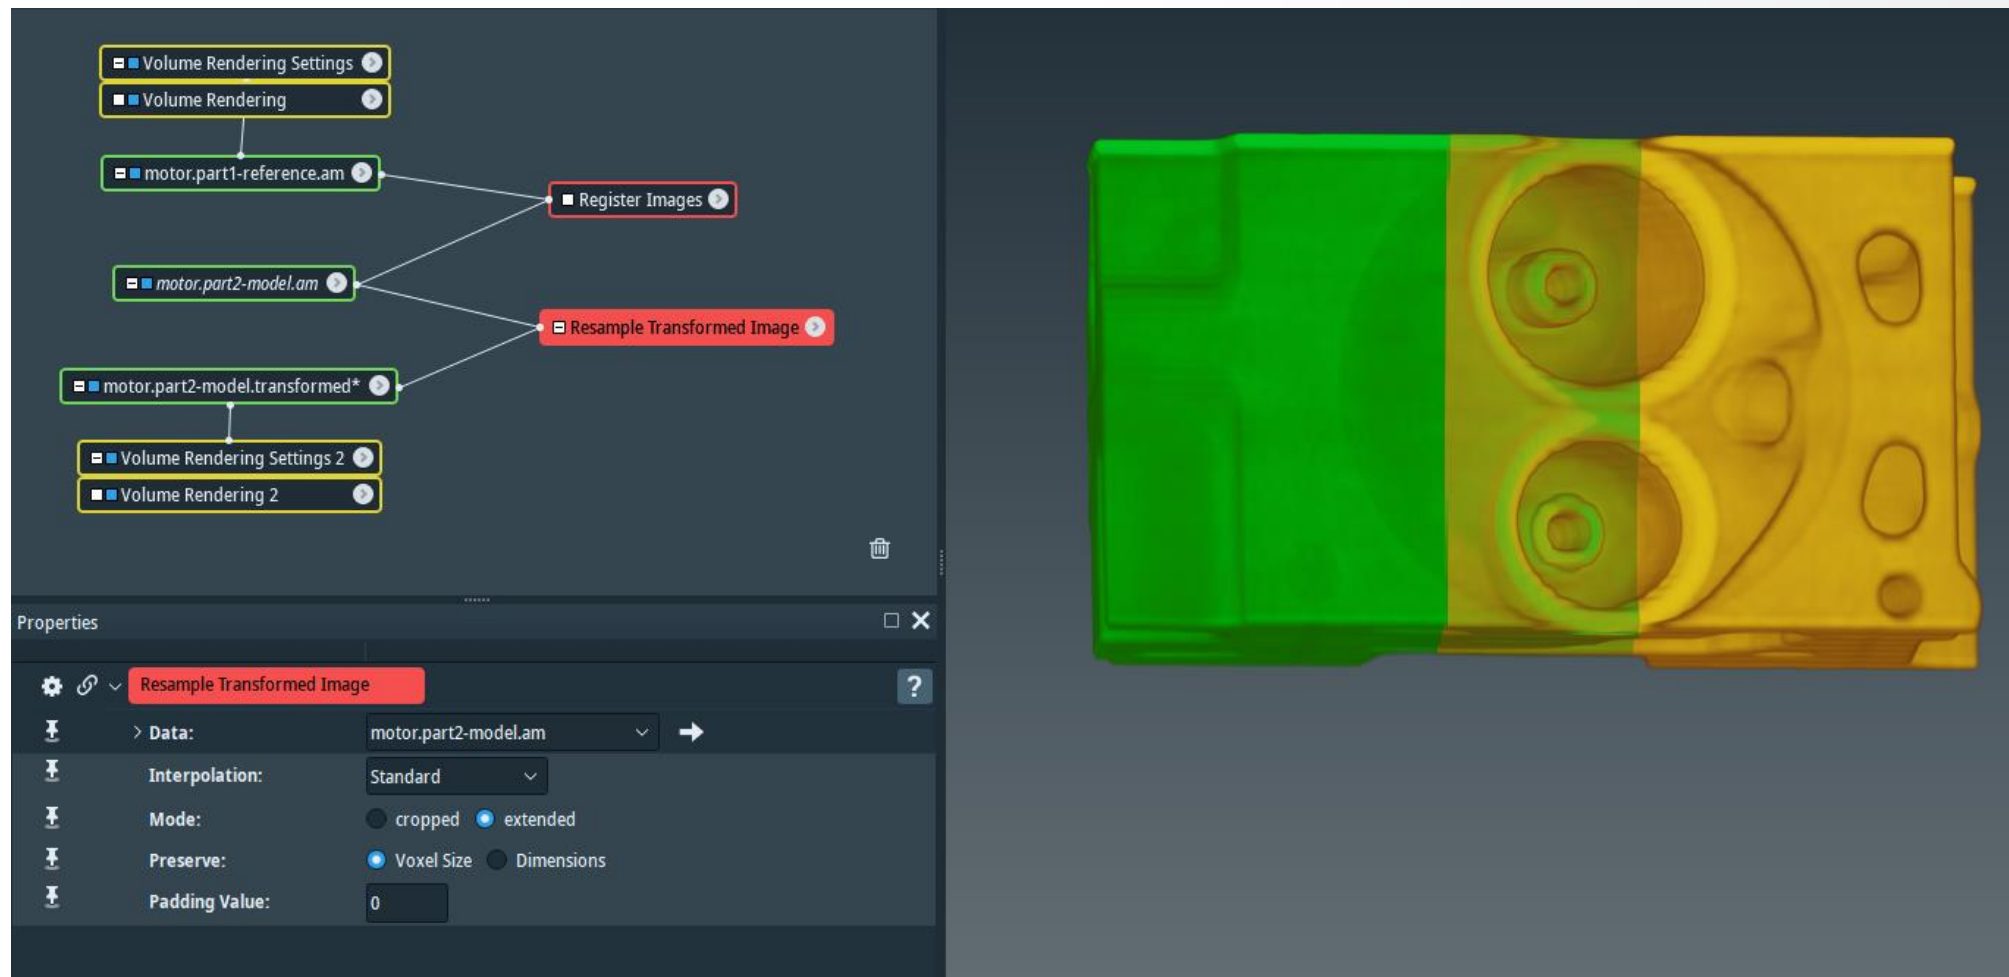 Volume Rendering Settings
Volume Rendering
motor.part1-reference.am
Register Images
motor.part2-model.am
Resample Transformed Image
motor.part2-model.transformed*
Volume Rendering Settings 2
Volume Rendering 2
Properties
Resample Transformed Image ?
Data: motor.part2-model.am
Interpolation: Standard
Mode: cropped extended
Preserve: Voxel Size Dimensions
Padding Value: 0